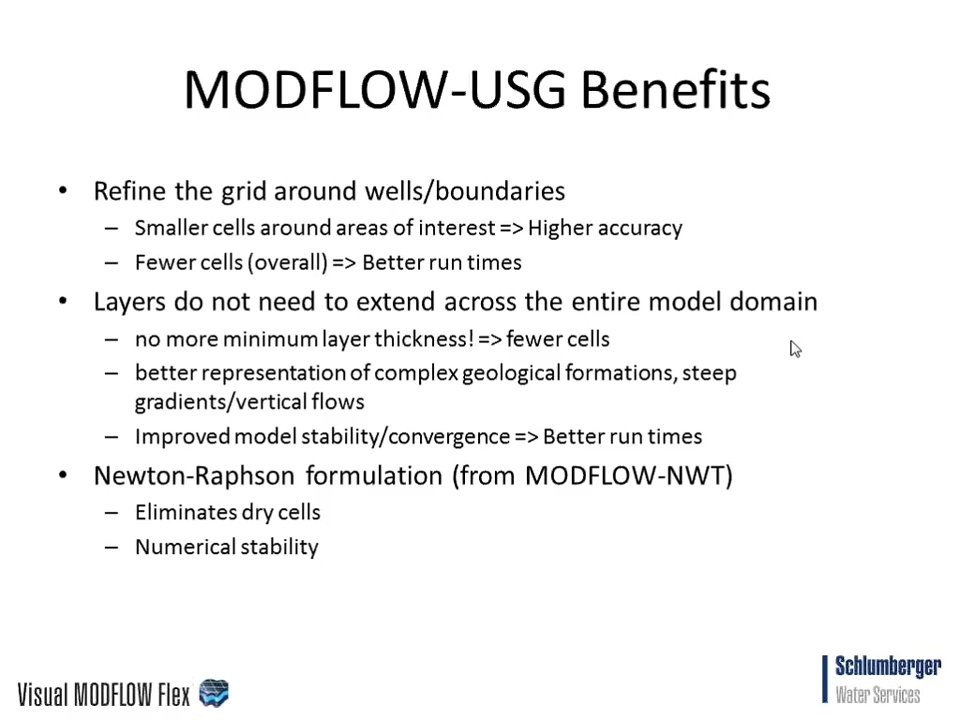 MODFLOW-USG Benefits
• Refine the grid around wells/boundaries
– Smaller cells around areas of interest => Higher accuracy
– Fewer cells (overall) => Better run times
• Layers do not need to extend across the entire model domain
– no more minimum layer thickness! => fewer cells
– better representation of complex geological formations, steep
gradients/vertical flows
– Improved model stability/convergence => Better run times
• Newton-Raphson formulation (from MODFLOW-NWT)
– Eliminates dry cells
– Numerical stability
Visual MODFLOW Flex
Schlumberger
Water Services